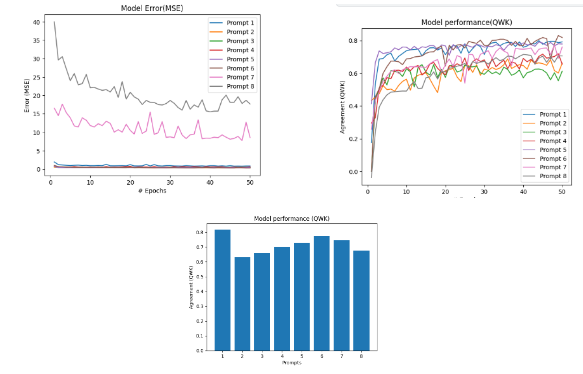 Model Error(MSE)
Error (MSE)
40
35
30
25
20
15
10
5
0
0
10
20
30
40
50
# Epochs
Prompt 1
Prompt 2
Prompt 3
Prompt 4
Prompt 5
Prompt 6
Prompt 7
Prompt 8
Model performance(QWK)
Agreement (QWK)
0.8
0.6
0.4
0.2
0.0
0
10
20
30
40
50
Prompt 1
Prompt 2
Prompt 3
Prompt 4
Prompt 5
Prompt 6
Prompt 7
Prompt 8
Model performance (QWK)
Agreement (QWK)
0.8
0.7
0.6
0.5
0.4
0.3
0.2
0.1
0.0
1 2 3 4 5 6 7 8
Prompts